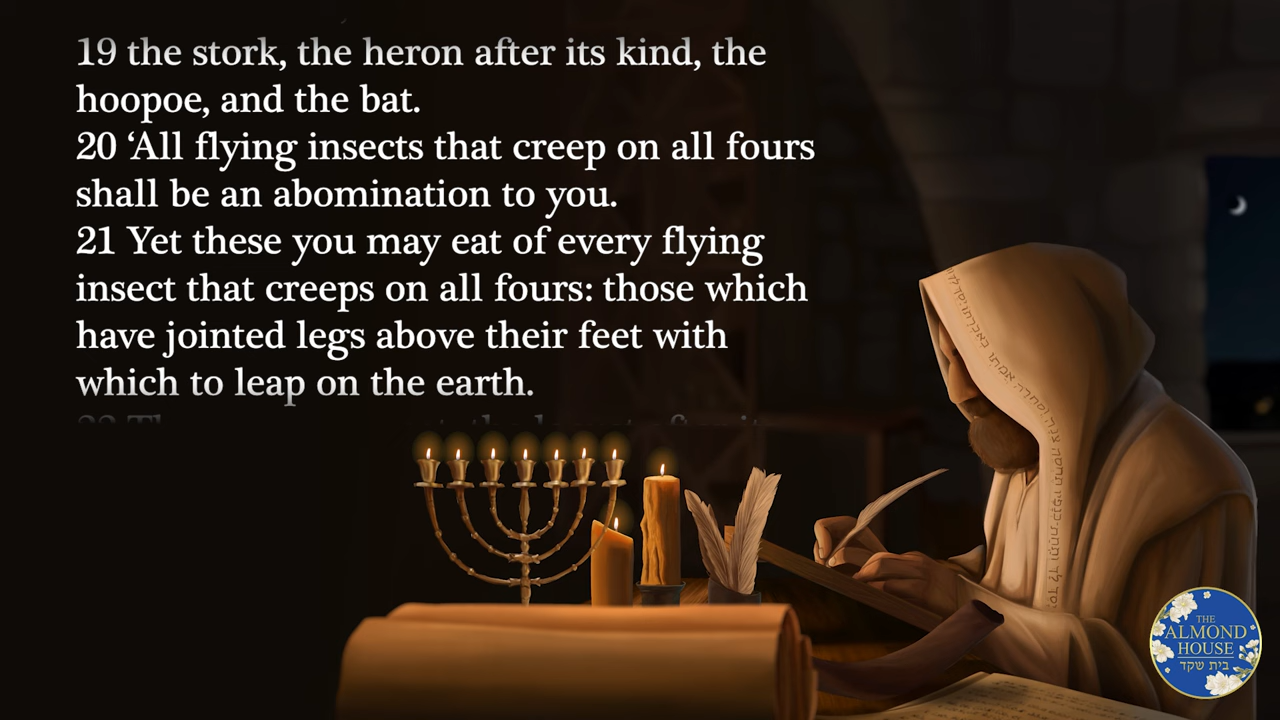 19 the stork, the heron after its kind, the
hoopoe, and the bat.
20 ‘All flying insects that creep on all fours
shall be an abomination to you.
21 Yet these you may eat of every flying
insect that creeps on all fours: those which
have jointed legs above their feet with
which to leap on the earth.
THE
ALMOND
HOUSE
בית שקד